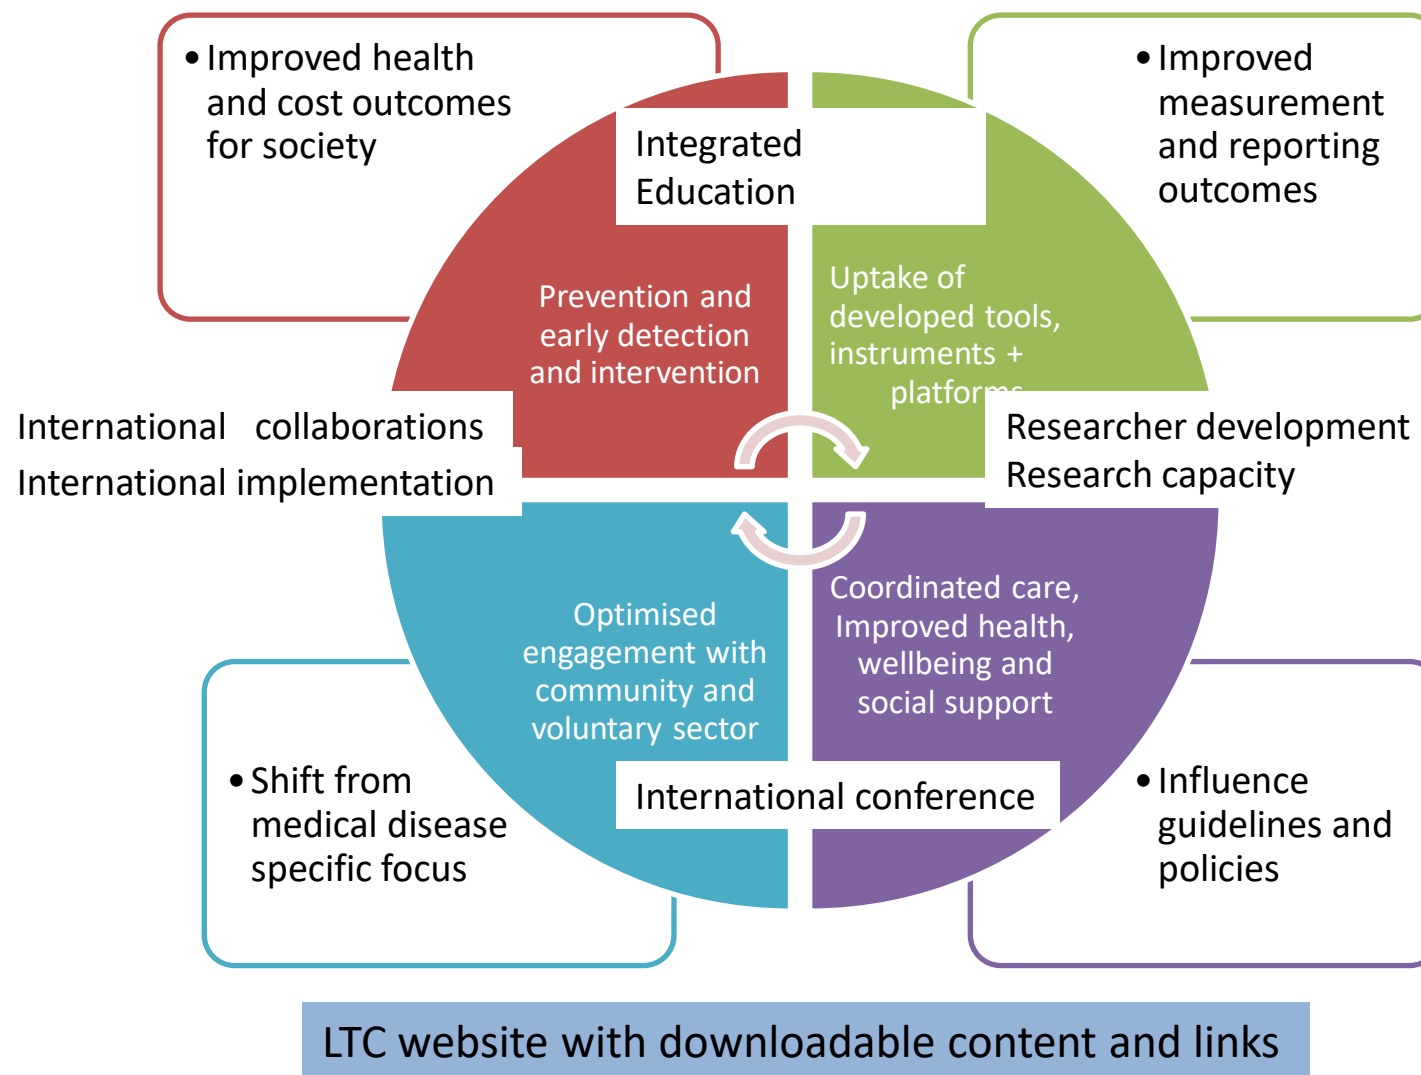 • Improved health
and cost outcomes
for society
• Improved
measurement
and reporting
outcomes
Integrated
Education
Prevention and
early detection
and intervention
Uptake of
developed tools,
instruments +
platforms
International collaborations
International implementation
Researcher development
Research capacity
Optimised
engagement with
community and
voluntary sector
Coordinated care,
Improved health,
wellbeing and
social support
International conference
• Shift from
medical disease
specific focus
• Influence
guidelines and
policies
LTC website with downloadable content and links